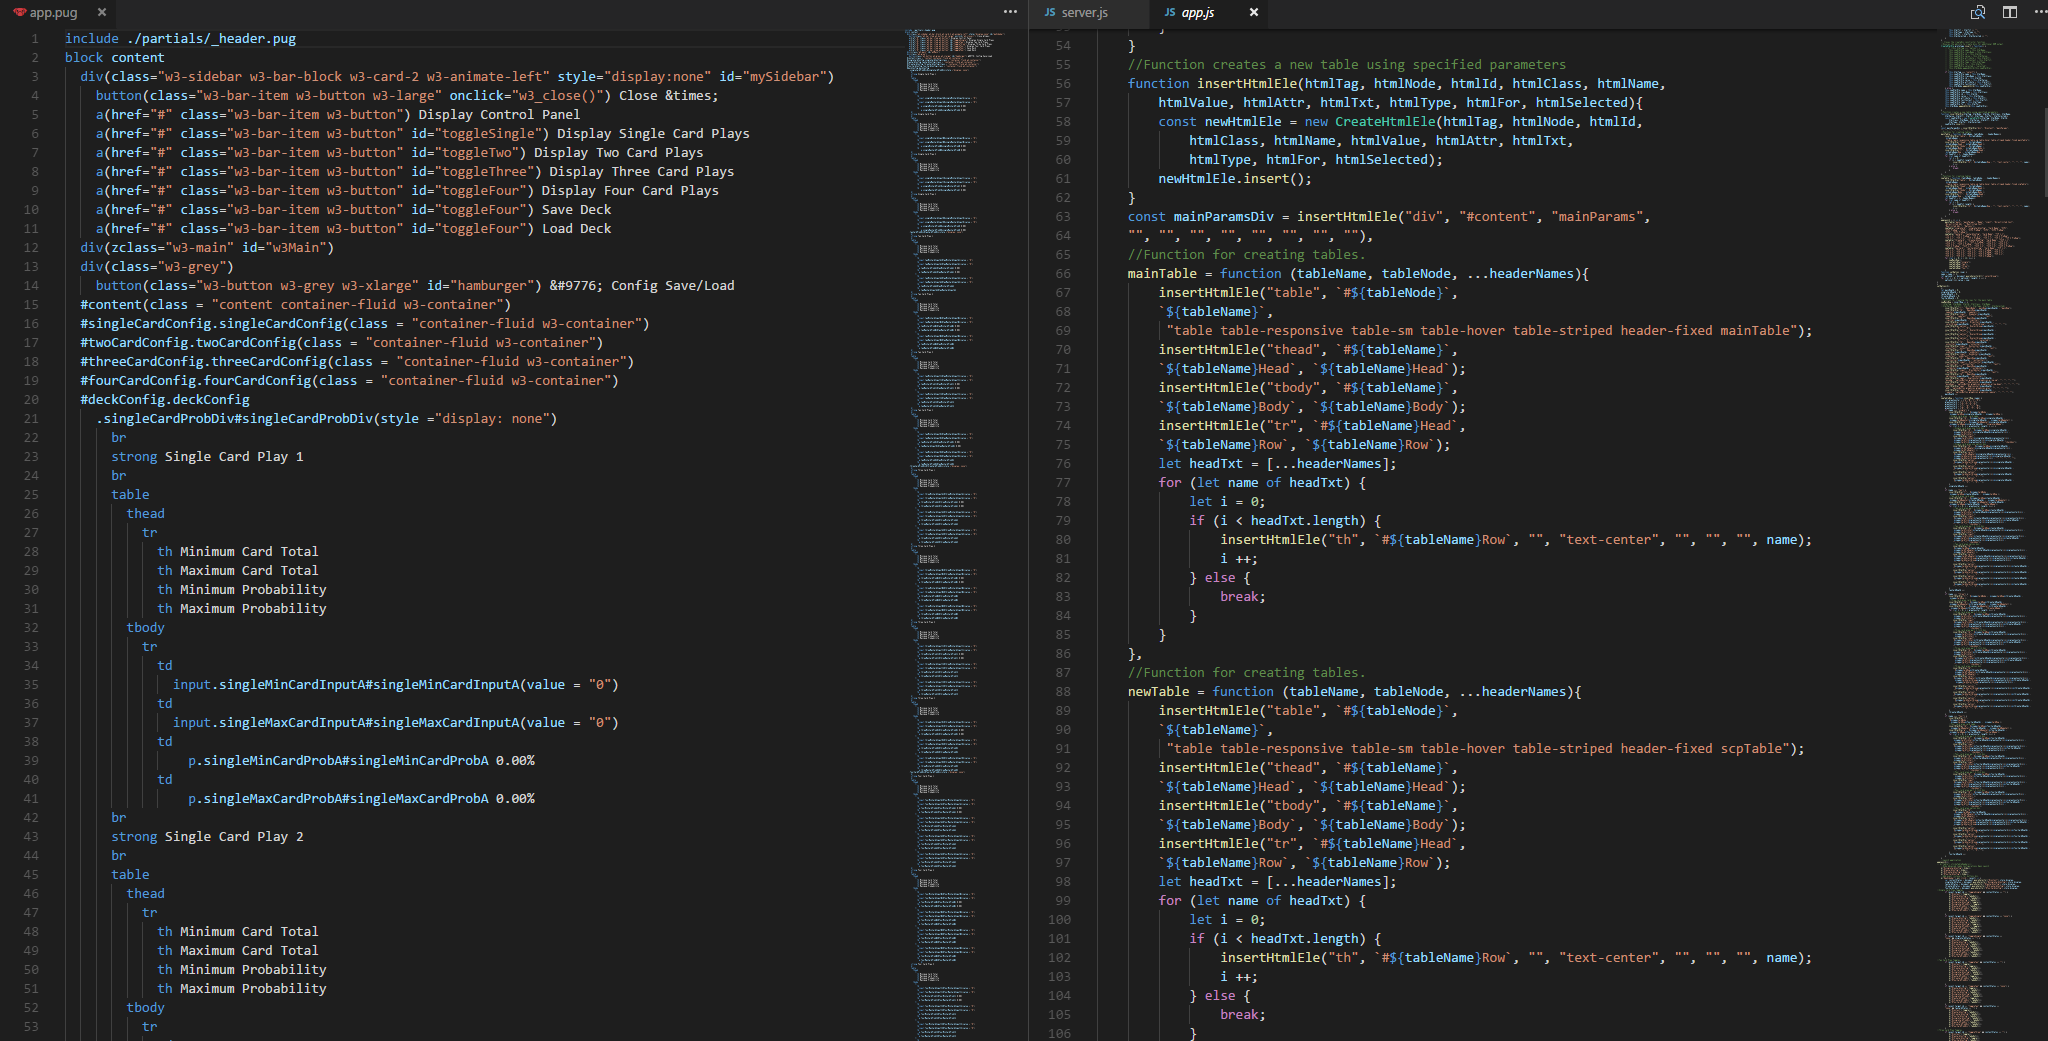 app.pug
include ./partials/_header.pug
block content
div(class="w3-sidebar w3-bar-block w3-card-2 w3-animate-left" style="display:none" id="mySidebar")
button(class="w3-bar-item w3-button w3-large" onclick="w3_close()") Close &times;
a(href="#" class="w3-bar-item w3-button") Display Control Panel
a(href="#" class="w3-bar-item w3-button" id="toggleSingle") Display Single Card Plays
a(href="#" class="w3-bar-item w3-button" id="toggleTwo") Display Two Card Plays
a(href="#" class="w3-bar-item w3-button" id="toggleThree") Display Three Card Plays
a(href="#" class="w3-bar-item w3-button" id="toggleFour") Display Four Card Plays
a(href="#" class="w3-bar-item w3-button" id="toggleFour") Save Deck
a(href="#" class="w3-bar-item w3-button" id="toggleFour") Load Deck
div(zclass="w3-main" id="w3Main")
div(class="w3-grey")
button(class="w3-button w3-grey w3-xlarge" id="hamburger") &#9776; Config Save/Load
#content(class = "content container-fluid w3-container")
#singleCardConfig.singleCardConfig(class = "container-fluid w3-container")
#twoCardConfig.twoCardConfig(class = "container-fluid w3-container")
#threeCardConfig.threeCardConfig(class = "container-fluid w3-container")
#fourCardConfig.fourCardConfig(class = "container-fluid w3-container")
#deckConfig.deckConfig
.singleCardProbDiv#singleCardProbDiv(style ="display: none")
br
strong Single Card Play 1
br
table
thead
tr
th Minimum Card Total
th Maximum Card Total
th Minimum Probability
th Maximum Probability
tbody
tr
td
input.singleMinCardInputA#singleMinCardInputA(value = "0")
td
input.singleMaxCardInputA#singleMaxCardInputA(value = "0")
td
p.singleMinCardProbA#singleMinCardProbA 0.00%
td
p.singleMaxCardProbA#singleMaxCardProbA 0.00%
br
strong Single Card Play 2
br
table
thead
tr
th Minimum Card Total
th Maximum Card Total
th Minimum Probability
th Maximum Probability
tbody
tr
JS server.js
JS app.js
}
//Function creates a new table using specified parameters
function insertHtmlEle(htmlTag, htmlNode, htmlId, htmlClass, htmlName,
htmlValue, htmlAttr, htmlTxt, htmlType, htmlFor, htmlSelected){
const newHtmlEle = new CreateHtmlEle(htmlTag, htmlNode, htmlId,
htmlClass, htmlName, htmlValue, htmlAttr, htmlTxt,
htmlType, htmlFor, htmlSelected);
newHtmlEle.insert();
}
const mainParamsDiv = insertHtmlEle("div", "#content", "mainParams",
"", "", "", "", "", "", "", ""),
//Function for creating tables.
mainTable = function (tableName, tableNode, ...headerNames){
insertHtmlEle("table", `#${tableNode}`,
`${tableName}`,
"table table-responsive table-sm table-hover table-striped header-fixed mainTable");
insertHtmlEle("thead", `#${tableName}`,
`${tableName}Head`, `${tableName}Head`);
insertHtmlEle("tbody", `#${tableName}`,
`${tableName}Body`, `${tableName}Body`);
insertHtmlEle("tr", `#${tableName}Head`,
`${tableName}Row`, `${tableName}Row`);
let headTxt = [...headerNames];
for (let name of headTxt) {
let i = 0;
if (i < headTxt.length) {
insertHtmlEle("th", `#${tableName}Row`, "", "text-center", "", "", "", name);
i ++;
} else {
break;
}
}
},
//Function for creating tables.
newTable = function (tableName, tableNode, ...headerNames){
insertHtmlEle("table", `#${tableNode}`,
`${tableName}`,
"table table-responsive table-sm table-hover table-striped header-fixed scpTable");
insertHtmlEle("thead", `#${tableName}`,
`${tableName}Head`, `${tableName}Head`);
insertHtmlEle("tbody", `#${tableName}`,
`${tableName}Body`, `${tableName}Body`);
insertHtmlEle("tr", `#${tableName}Head`,
`${tableName}Row`, `${tableName}Row`);
let headTxt = [...headerNames];
for (let name of headTxt) {
let i = 0;
if (i < headTxt.length) {
insertHtmlEle("th", `#${tableName}Row`, "", "text-center", "", "", "", name);
i ++;
} else {
break;
}